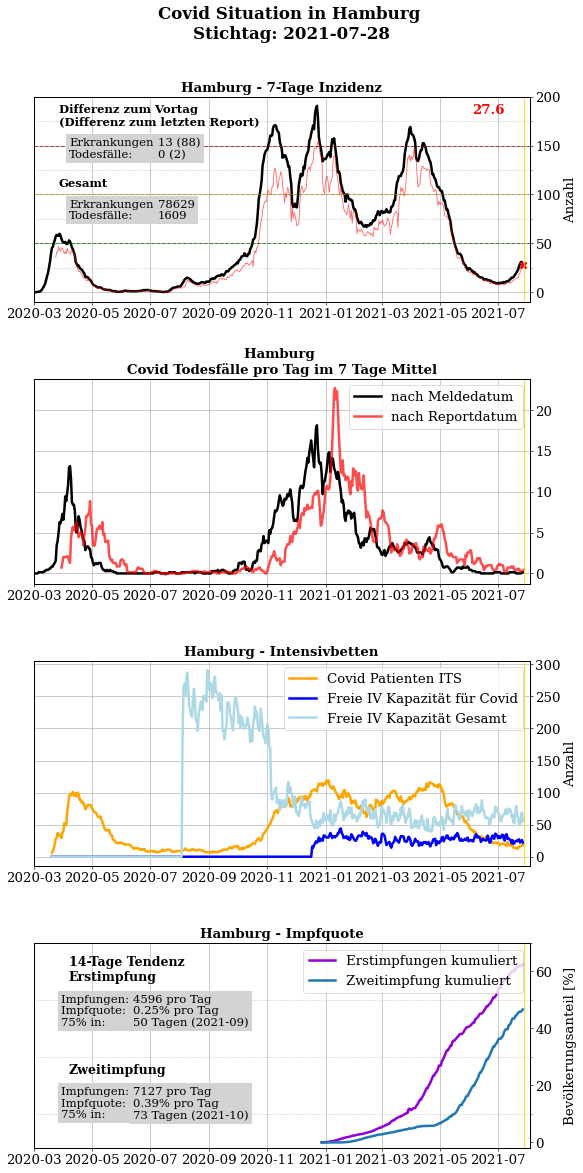 Covid Situation in Hamburg
Stichtag: 2021-07-28
Hamburg - 7-Tage Inzidenz
Differenz zum Vortag
(Differenz zum letzten Report)
Erkrankungen 13 (88)
Todesfälle: 0 (2)
Gesamt
Erkrankungen 78629
Todesfälle: 1609
27.6
200
150
100
50
0
Anzahl
2020-03 2020-05 2020-07 2020-09 2020-11 2021-01 2021-03 2021-05 2021-07
Hamburg
Covid Todesfälle pro Tag im 7 Tage Mittel
nach Meldedatum
nach Reportdatum
20
15
10
5
0
2020-03 2020-05 2020-07 2020-09 2020-11 2021-01 2021-03 2021-05 2021-07
Hamburg - Intensivbetten
Covid Patienten ITS
Freie IV Kapazität für Covid
Freie IV Kapazität Gesamt
300
250
200
150
100
50
0
Anzahl
2020-03 2020-05 2020-07 2020-09 2020-11 2021-01 2021-03 2021-05 2021-07
Hamburg - Impfquote
14-Tage Tendenz
Erstimpfung
Impfungen: 4596 pro Tag
Impfquote: 0.25% pro Tag
75% in: 50 Tagen (2021-09)
Zweitimpfung
Impfungen: 7127 pro Tag
Impfquote: 0.39% pro Tag
75% in: 73 Tagen (2021-10)
Erstimpfungen kumuliert
Zweitimpfung kumuliert
60
40
20
0
Bevölkerungsanteil [%]
2020-03 2020-05 2020-07 2020-09 2020-11 2021-01 2021-03 2021-05 2021-07